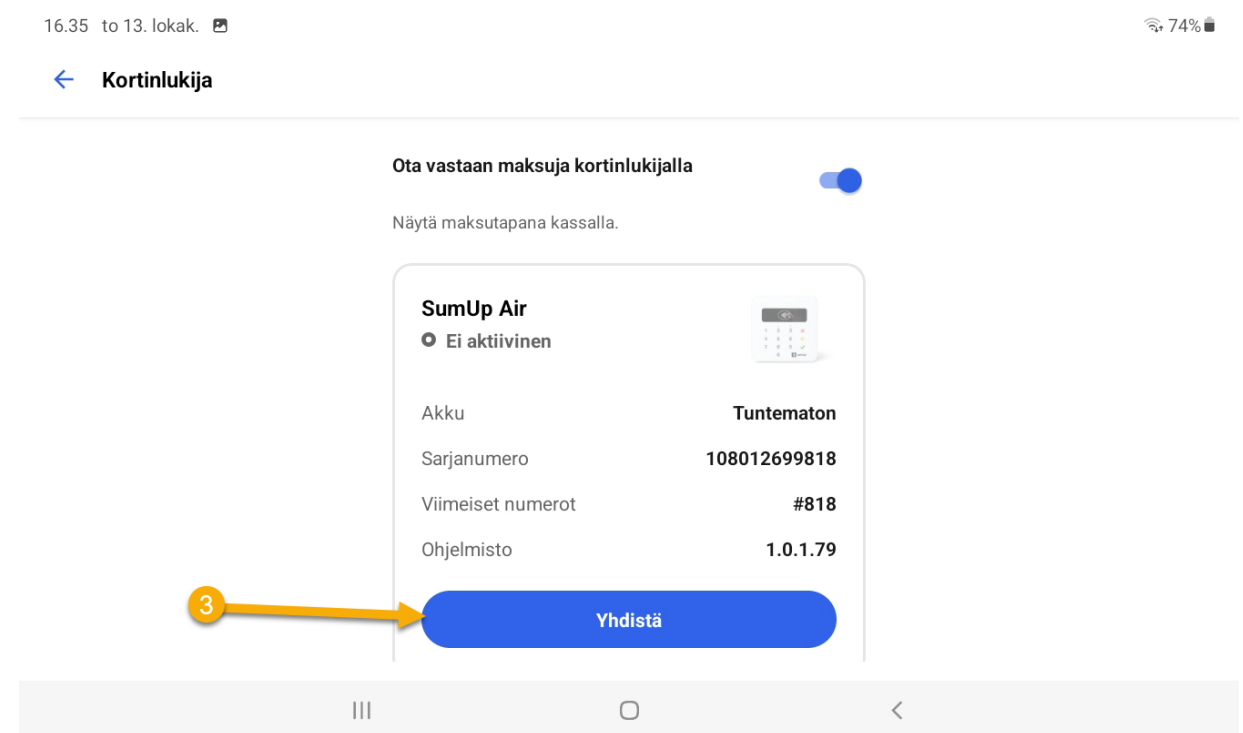 16.35 to 13. lokak. 74%
Kortinlukija
Ota vastaan maksuja kortinlukijalla
Näytä maksutapana kassalla.
SumUp Air
Ei aktiivinen
Akku Tuntematon
Sarjanumero 108012699818
Viimeiset numerot #818
Ohjelmisto 1.0.1.79
3
Yhdistä